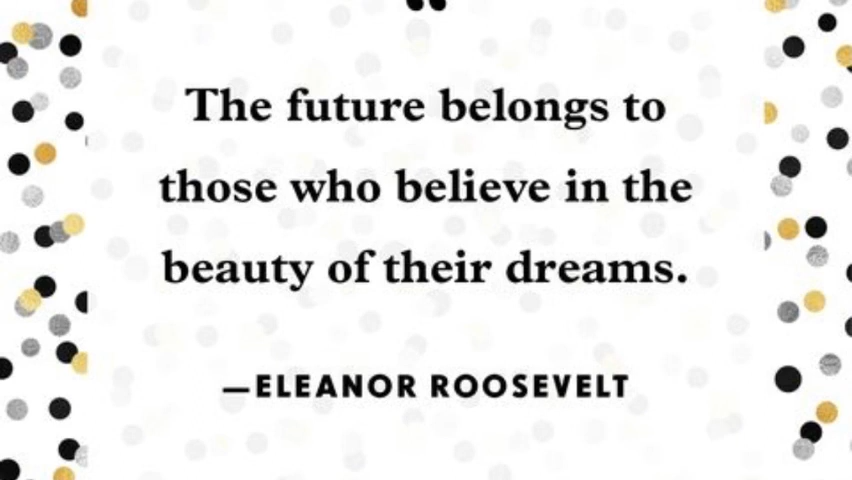 The future belongs to
those who believe in the
beauty of their dreams.
—ELEANOR ROOSEVELT